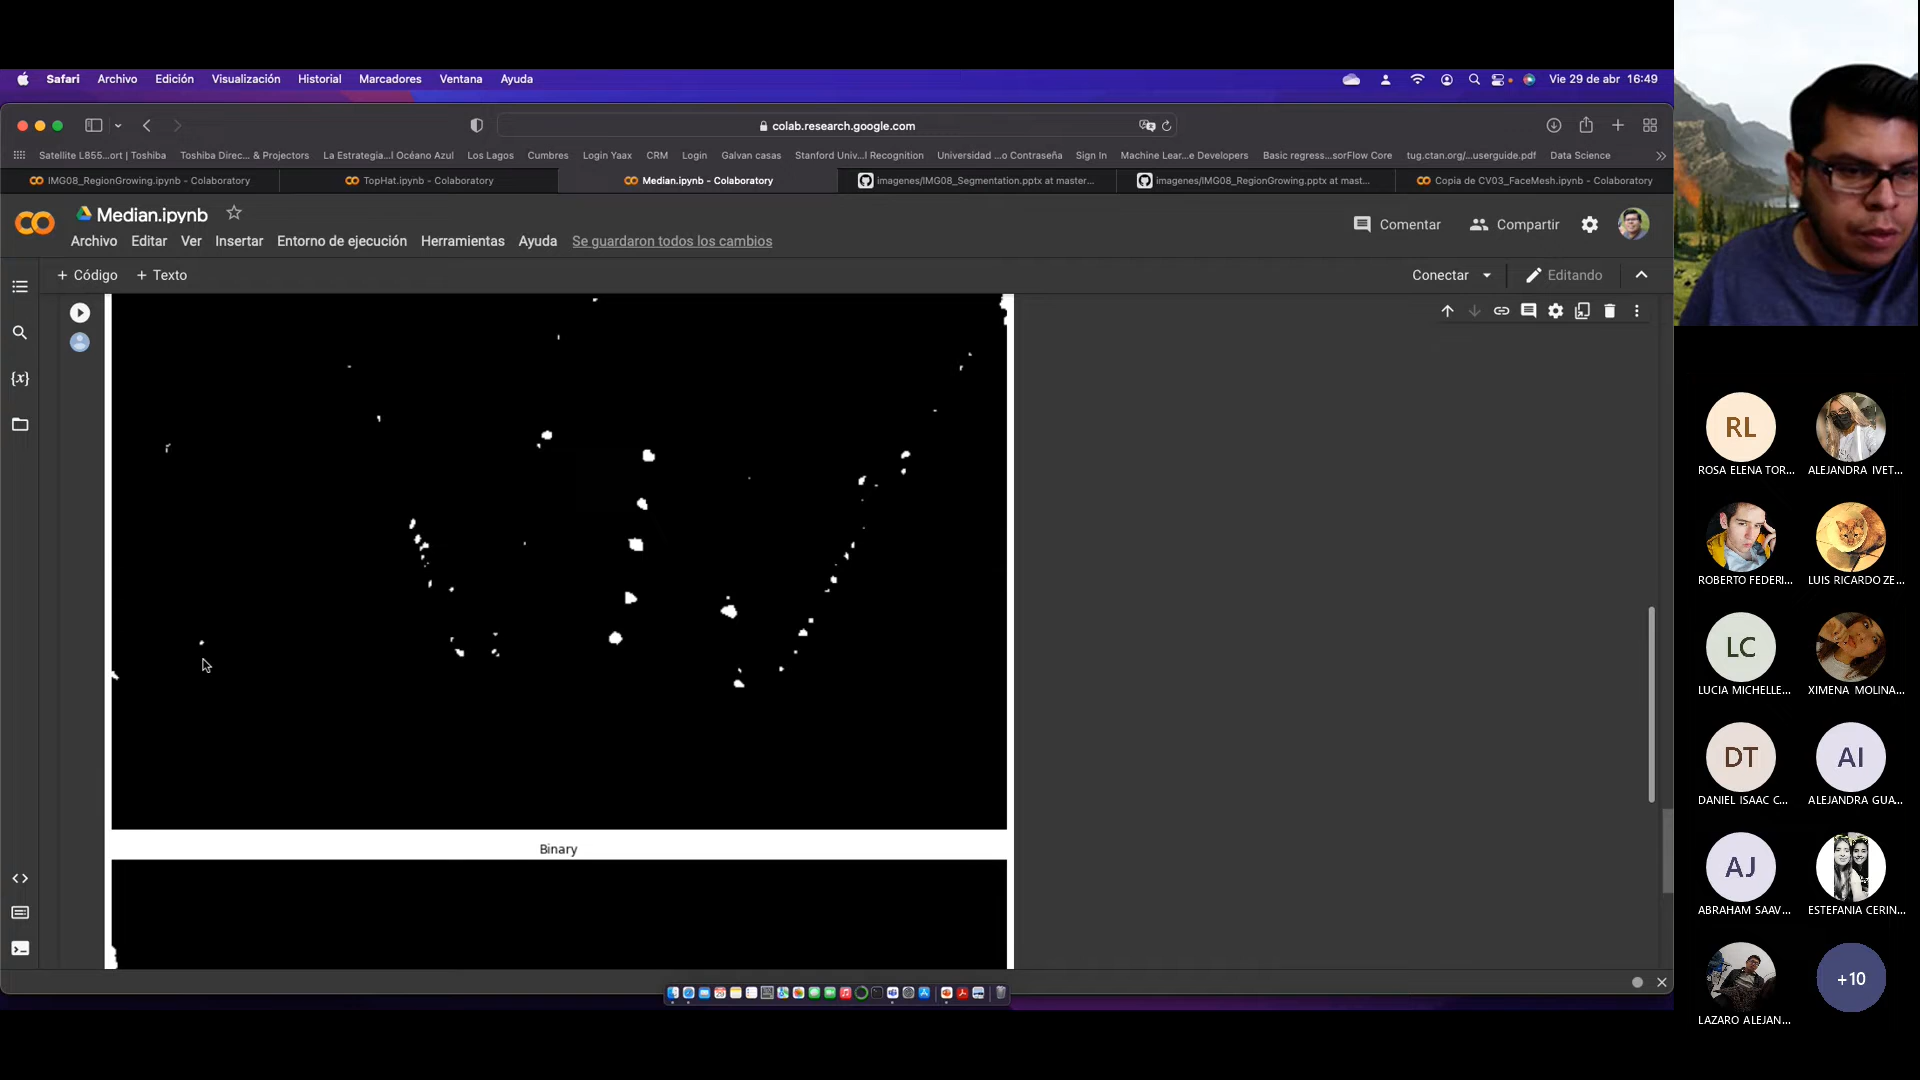 Safari Archivo Edición Visualización Historial Marcadores Ventana Ayuda Vie 29 de abr 16:49
colab.research.google.com
Satellite L855...ort | Toshiba Toshiba Direc... & Projectors La Estrategia...l Océano Azul Los Lagos Cumbres Login Yaax CRM Login Galvan casas Stanford Univ...l Recognition Universidad ...o Contraseña Sign In Machine Lear...e Developers Basic regress...sorFlow Core tug.ctan.org/...userguide.pdf Data Science
IMG08_RegionGrowing.ipynb - Colaboratory TopHat.ipynb - Colaboratory Median.ipynb - Colaboratory imagenes/IMG08_Segmentation.pptx at master... imagenes/IMG08_RegionGrowing.pptx at mast... Copia de CV03_FaceMesh.ipynb - Colaboratory
Median.ipynb
Comentar Compartir
Archivo Editar Ver Insertar Entorno de ejecución Herramientas Ayuda Se guardaron todos los cambios
+ Código + Texto Conectar Editando
{x}
Binary
RL
ROSA ELENA TOR... ALEJANDRA IVET...
ROBERTO FEDERI... LUIS RICARDO ZE...
LC
LUCIA MICHELLE... XIMENA MOLINA...
DT AI
DANIEL ISAAC C... ALEJANDRA GUA...
AJ
ABRAHAM SAAV... ESTEFANIA CERIN...
+10
LAZARO ALEJAN...